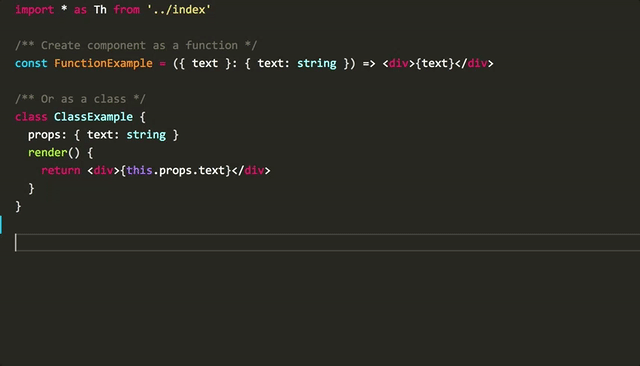 import * as Th from '../index'
/** Create component as a function */
const FunctionExample = ({ text }: { text: string }) => <div>{text}</div>
/** Or as a class */
class ClassExample {
  props: { text: string }
  render() {
    return <div>{this.props.text}</div>
  }
}